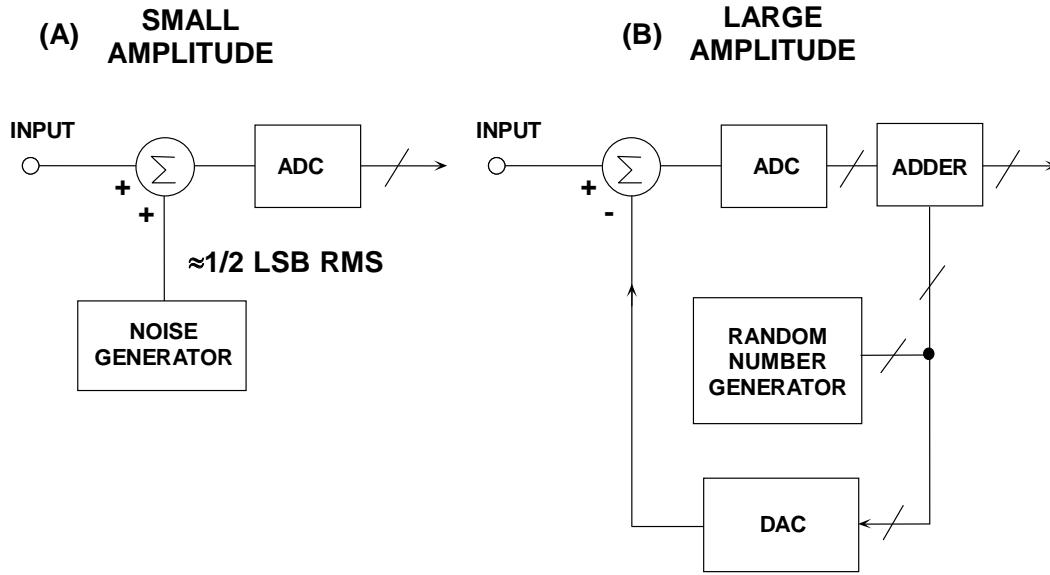 (A)
SMALL
AMPLITUDE
INPUT
Σ
+
+
ADC
≈1/2 LSB RMS
NOISE
GENERATOR
(B)
LARGE
AMPLITUDE
INPUT
Σ
+
-
ADC
ADDER
RANDOM
NUMBER
GENERATOR
DAC